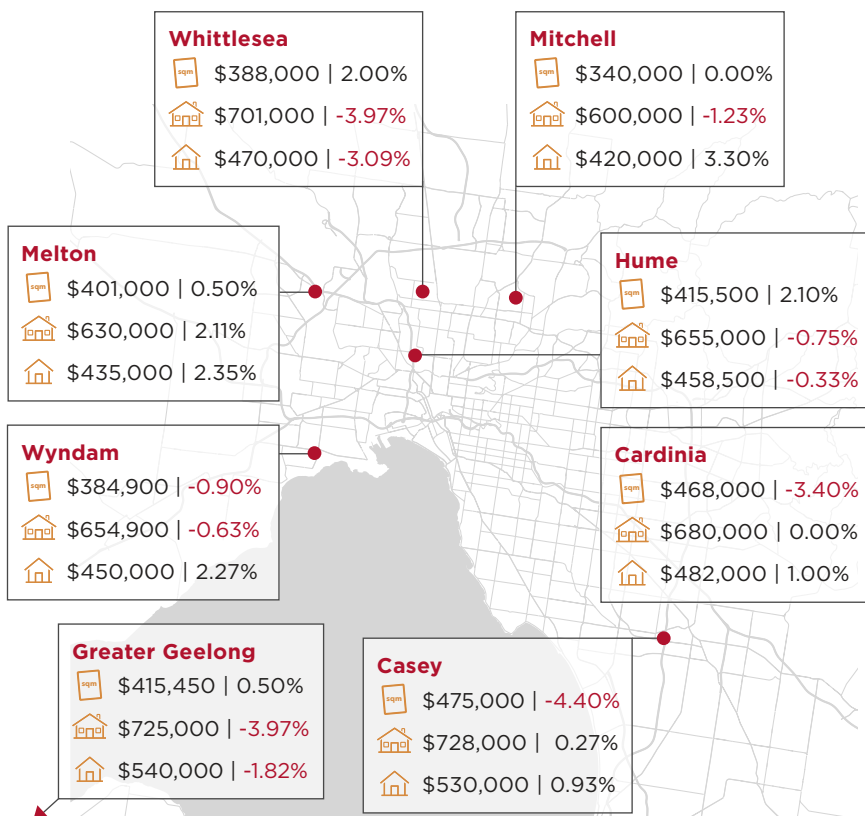 Whittlesea
sqm $388,000 | 2.00%
$701,000 | -3.97%
$470,000 | -3.09%
Mitchell
sqm $340,000 | 0.00%
$600,000 | -1.23%
$420,000 | 3.30%
Melton
sqm $401,000 | 0.50%
$630,000 | 2.11%
$435,000 | 2.35%
Hume
sqm $415,500 | 2.10%
$655,000 | -0.75%
$458,500 | -0.33%
Wyndam
sqm $384,900 | -0.90%
$654,900 | -0.63%
$450,000 | 2.27%
Cardinia
sqm $468,000 | -3.40%
$680,000 | 0.00%
$482,000 | 1.00%
Greater Geelong
sqm $415,450 | 0.50%
$725,000 | -3.97%
$540,000 | -1.82%
Casey
sqm $475,000 | -4.40%
$728,000 | 0.27%
$530,000 | 0.93%